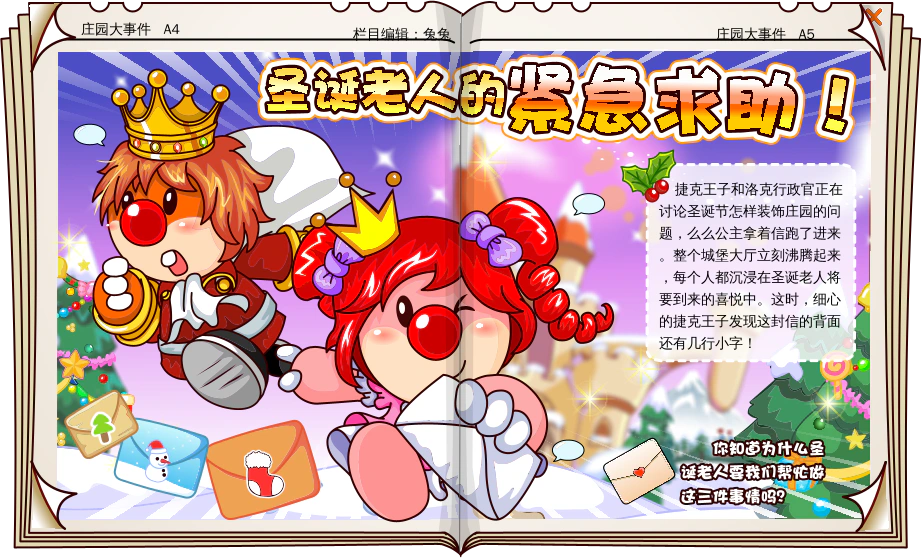 庄园大事件 A4
栏目编辑：兔兔
庄园大事件 A5
圣诞老人的紧急求助！
捷克王子和洛克行政官正在
讨论圣诞节怎样装饰庄园的问
题，么么公主拿着信跑了进来
。整个城堡大厅立刻沸腾起来
，每个人都沉浸在圣诞老人将
要到来的喜悦中。这时，细心
的捷克王子发现这封信的背面
还有几行小字！
你知道为什么圣
诞老人要我们帮忙做
这三件事情吗？